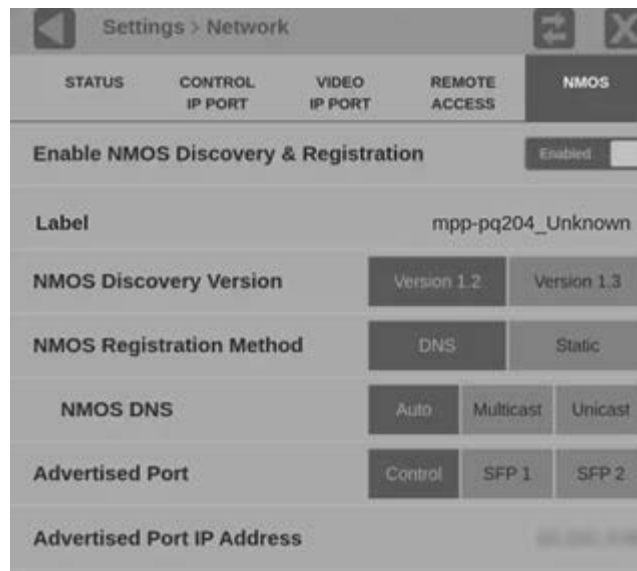 Settings > Network
STATUS
CONTROL
IP PORT
VIDEO
IP PORT
REMOTE
ACCESS
NMOS
Enable NMOS Discovery & Registration
Enabled
Label
mpp-pq204_Unknown
NMOS Discovery Version
Version 1.2
Version 1.3
NMOS Registration Method
DNS
Static
NMOS DNS
Auto
Multicast
Unicast
Advertised Port
Control
SFP 1
SFP 2
Advertised Port IP Address